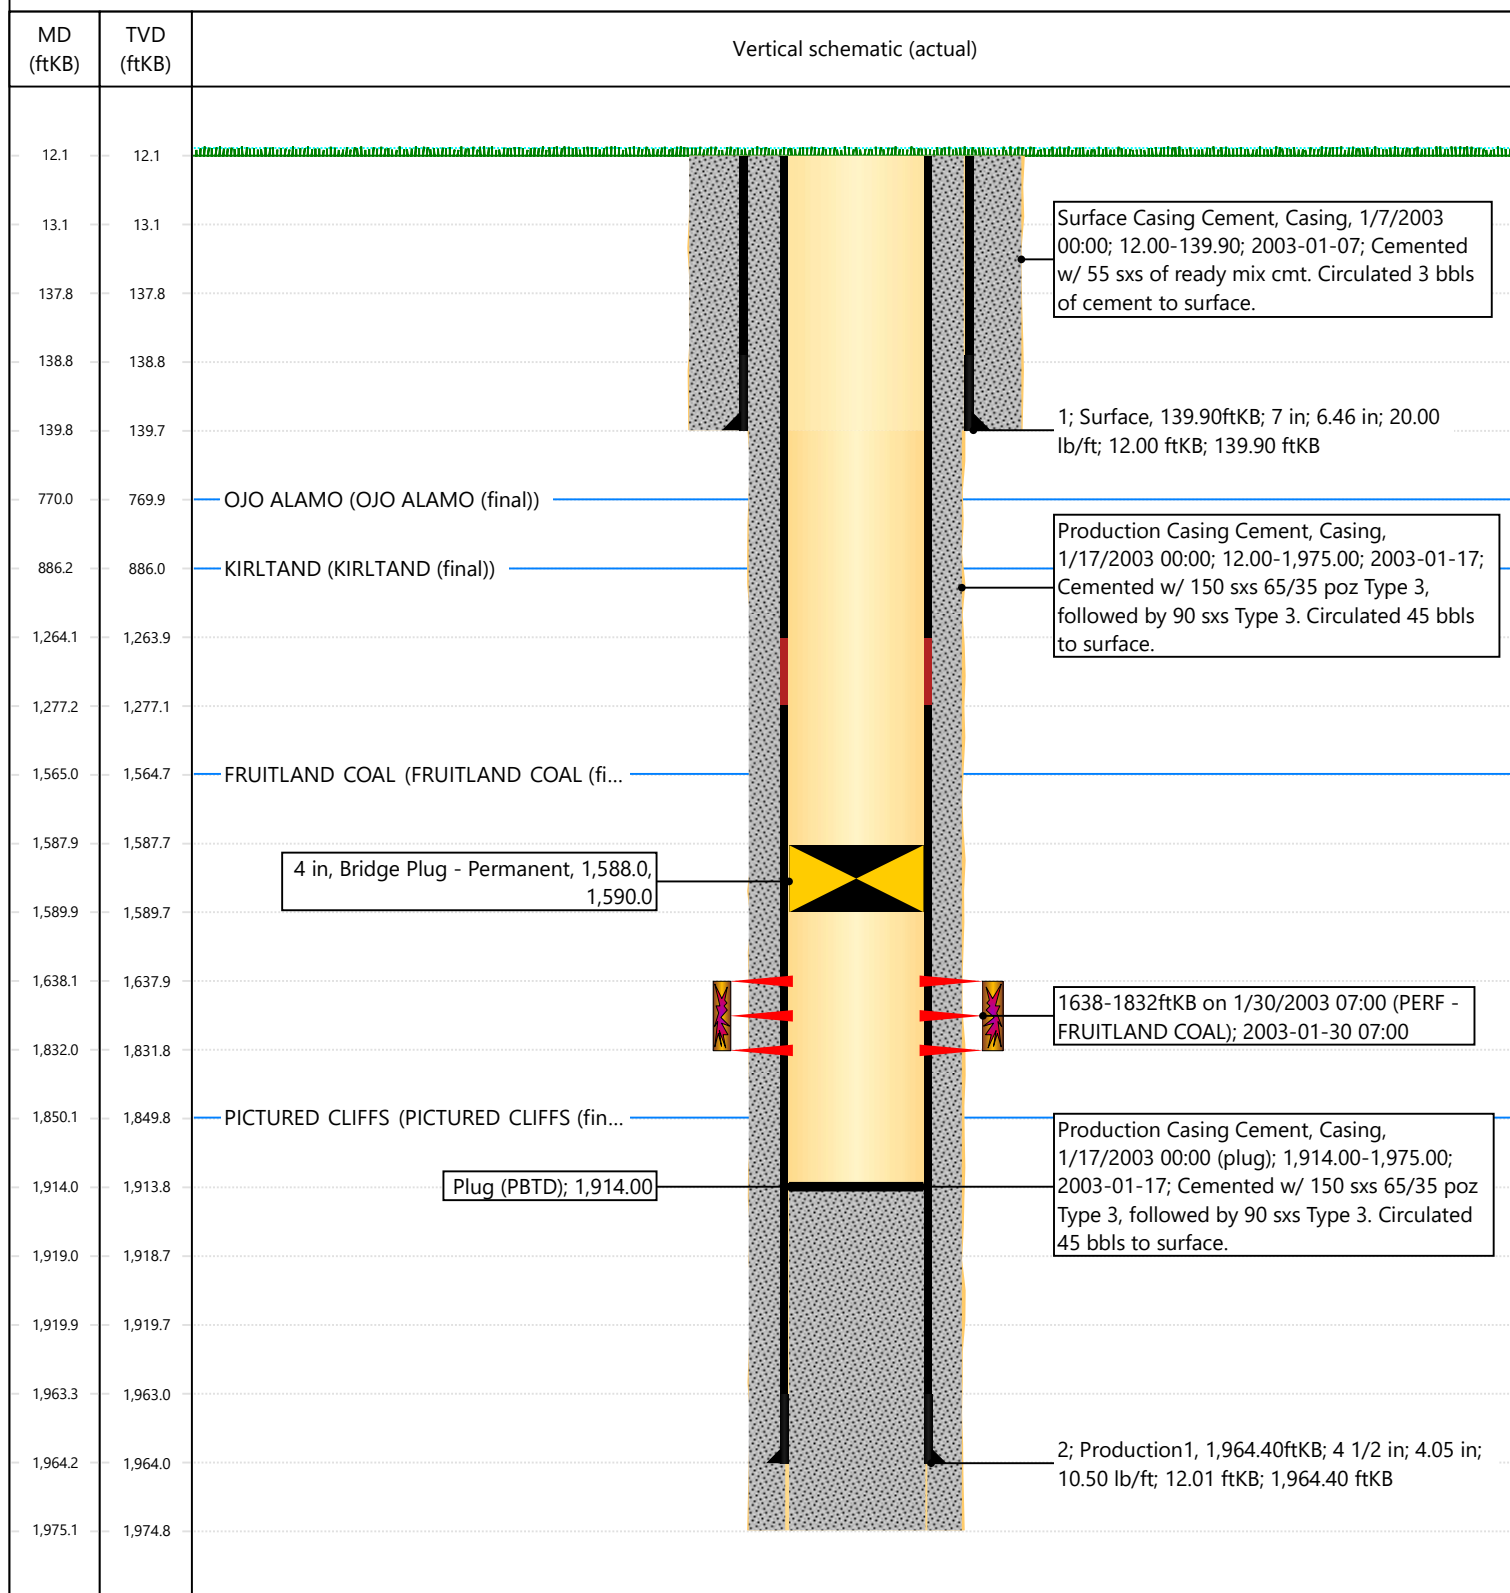 MD
(ftKB)
TVD
(ftKB)
Vertical schematic (actual)
12.1 12.1
13.1 13.1
Surface Casing Cement, Casing, 1/7/2003
00:00; 12.00-139.90; 2003-01-07; Cemented
w/ 55 sxs of ready mix cmt. Circulated 3 bbls
of cement to surface.
137.8 137.8
138.8 138.8
139.8 139.7
1; Surface, 139.90ftKB; 7 in; 6.46 in; 20.00
lb/ft; 12.00 ftKB; 139.90 ftKB
770.0 769.9 OJO ALAMO (OJO ALAMO (final))
886.2 886.0 KIRLTAND (KIRLTAND (final))
Production Casing Cement, Casing,
1/17/2003 00:00; 12.00-1,975.00; 2003-01-17;
Cemented w/ 150 sxs 65/35 poz Type 3,
followed by 90 sxs Type 3. Circulated 45 bbls
to surface.
1,264.1 1,263.9
1,277.2 1,277.1
1,565.0 1,564.7 FRUITLAND COAL (FRUITLAND COAL (fi...
1,587.9 1,587.7
4 in, Bridge Plug - Permanent, 1,588.0,
1,590.0
1,589.9 1,589.7
1,638.1 1,637.9
1638-1832ftKB on 1/30/2003 07:00 (PERF -
FRUITLAND COAL); 2003-01-30 07:00
1,832.0 1,831.8
1,850.1 1,849.8 PICTURED CLIFFS (PICTURED CLIFFS (fin...
Production Casing Cement, Casing,
1/17/2003 00:00 (plug); 1,914.00-1,975.00;
2003-01-17; Cemented w/ 150 sxs 65/35 poz
Type 3, followed by 90 sxs Type 3. Circulated
45 bbls to surface.
1,914.0 1,913.8 Plug (PBTD); 1,914.00
1,919.0 1,918.7
1,919.9 1,919.7
1,963.3 1,963.0
1,964.2 1,964.0
2; Production1, 1,964.40ftKB; 4 1/2 in; 4.05 in;
10.50 lb/ft; 12.01 ftKB; 1,964.40 ftKB
1,975.1 1,974.8